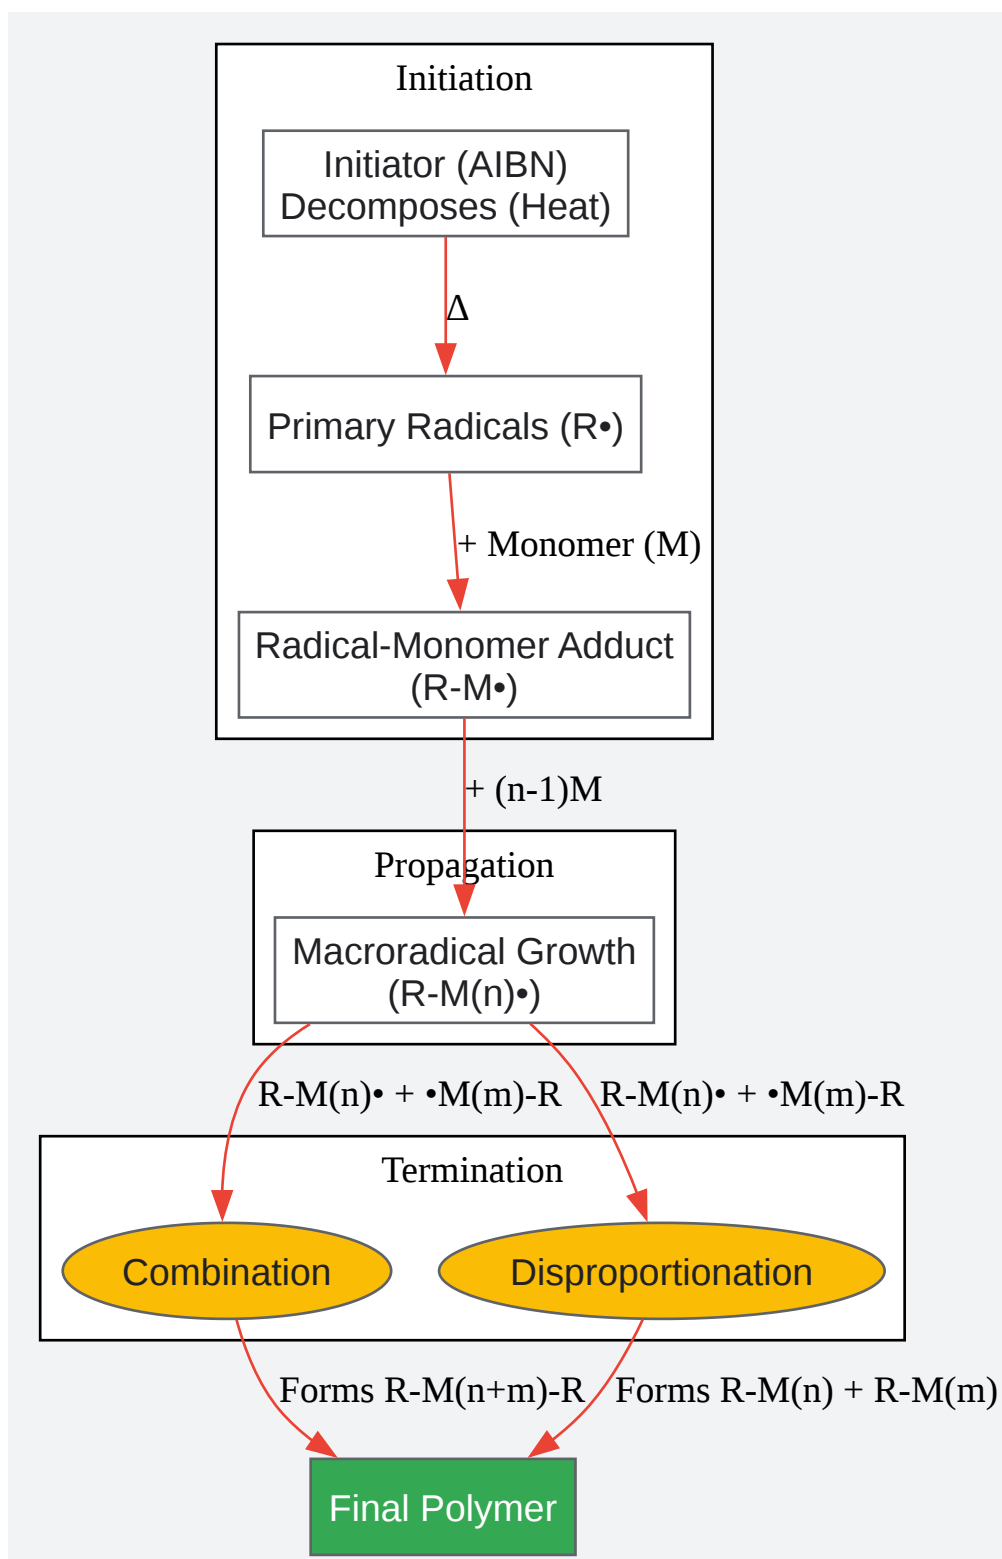 Initiation
Initiator (AIBN)
Decomposes (Heat)
Δ
Primary Radicals (R•)
+ Monomer (M)
Radical-Monomer Adduct
(R-M•)
+ (n-1)M
Propagation
Macroradical Growth
(R-M(n)•)
R-M(n)• + •M(m)-R
R-M(n)• + •M(m)-R
Termination
Combination
Disproportionation
Forms R-M(n+m)-R
Forms R-M(n) + R-M(m)
Final Polymer